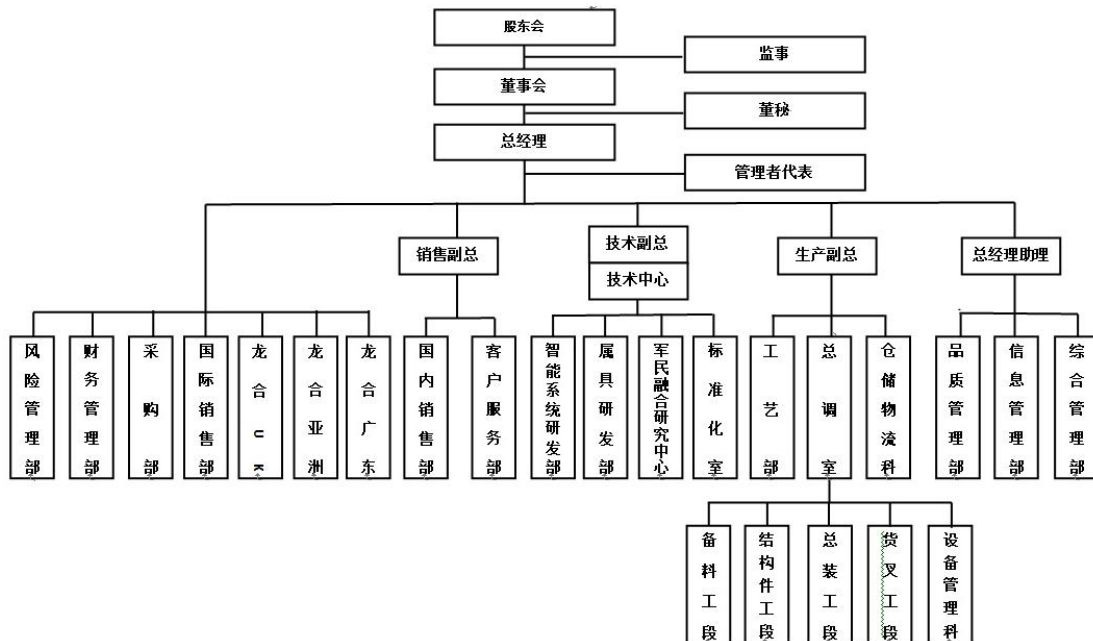 股东会
监事
董事会
董秘
总经理
管理者代表
销售副总
技术副总
技术中心
生产副总
总经理助理
风险管理部
财务管理部
采购部
国际销售部
龙合UK
龙合亚洲
龙合广东
国内销售部
客户服务部
智能系统研发部
属具研发部
军民融合研究中心
标准化室
工艺部
总调室
仓储物流科
品质管理部
信息管理部
综合管理部
备料工段
结构件工段
总装工段
货叉工段
设备管理科